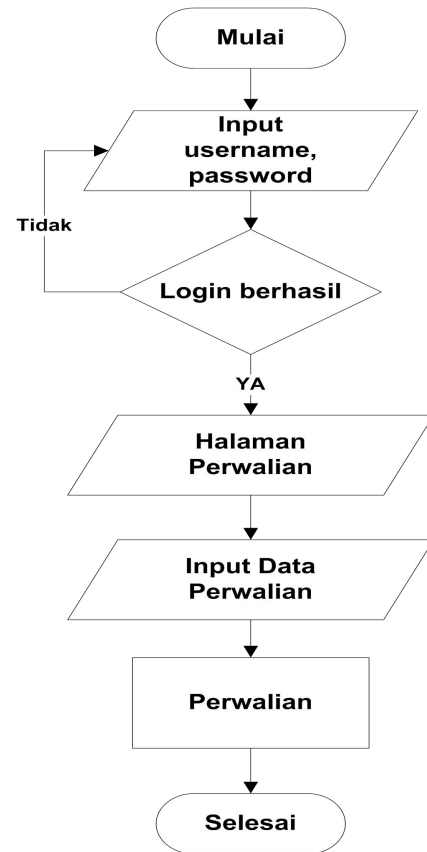 Mulai
Input
username,
password
Tidak
Login berhasil
YA
Halaman
Perwalian
Input Data
Perwalian
Perwalian
Selesai